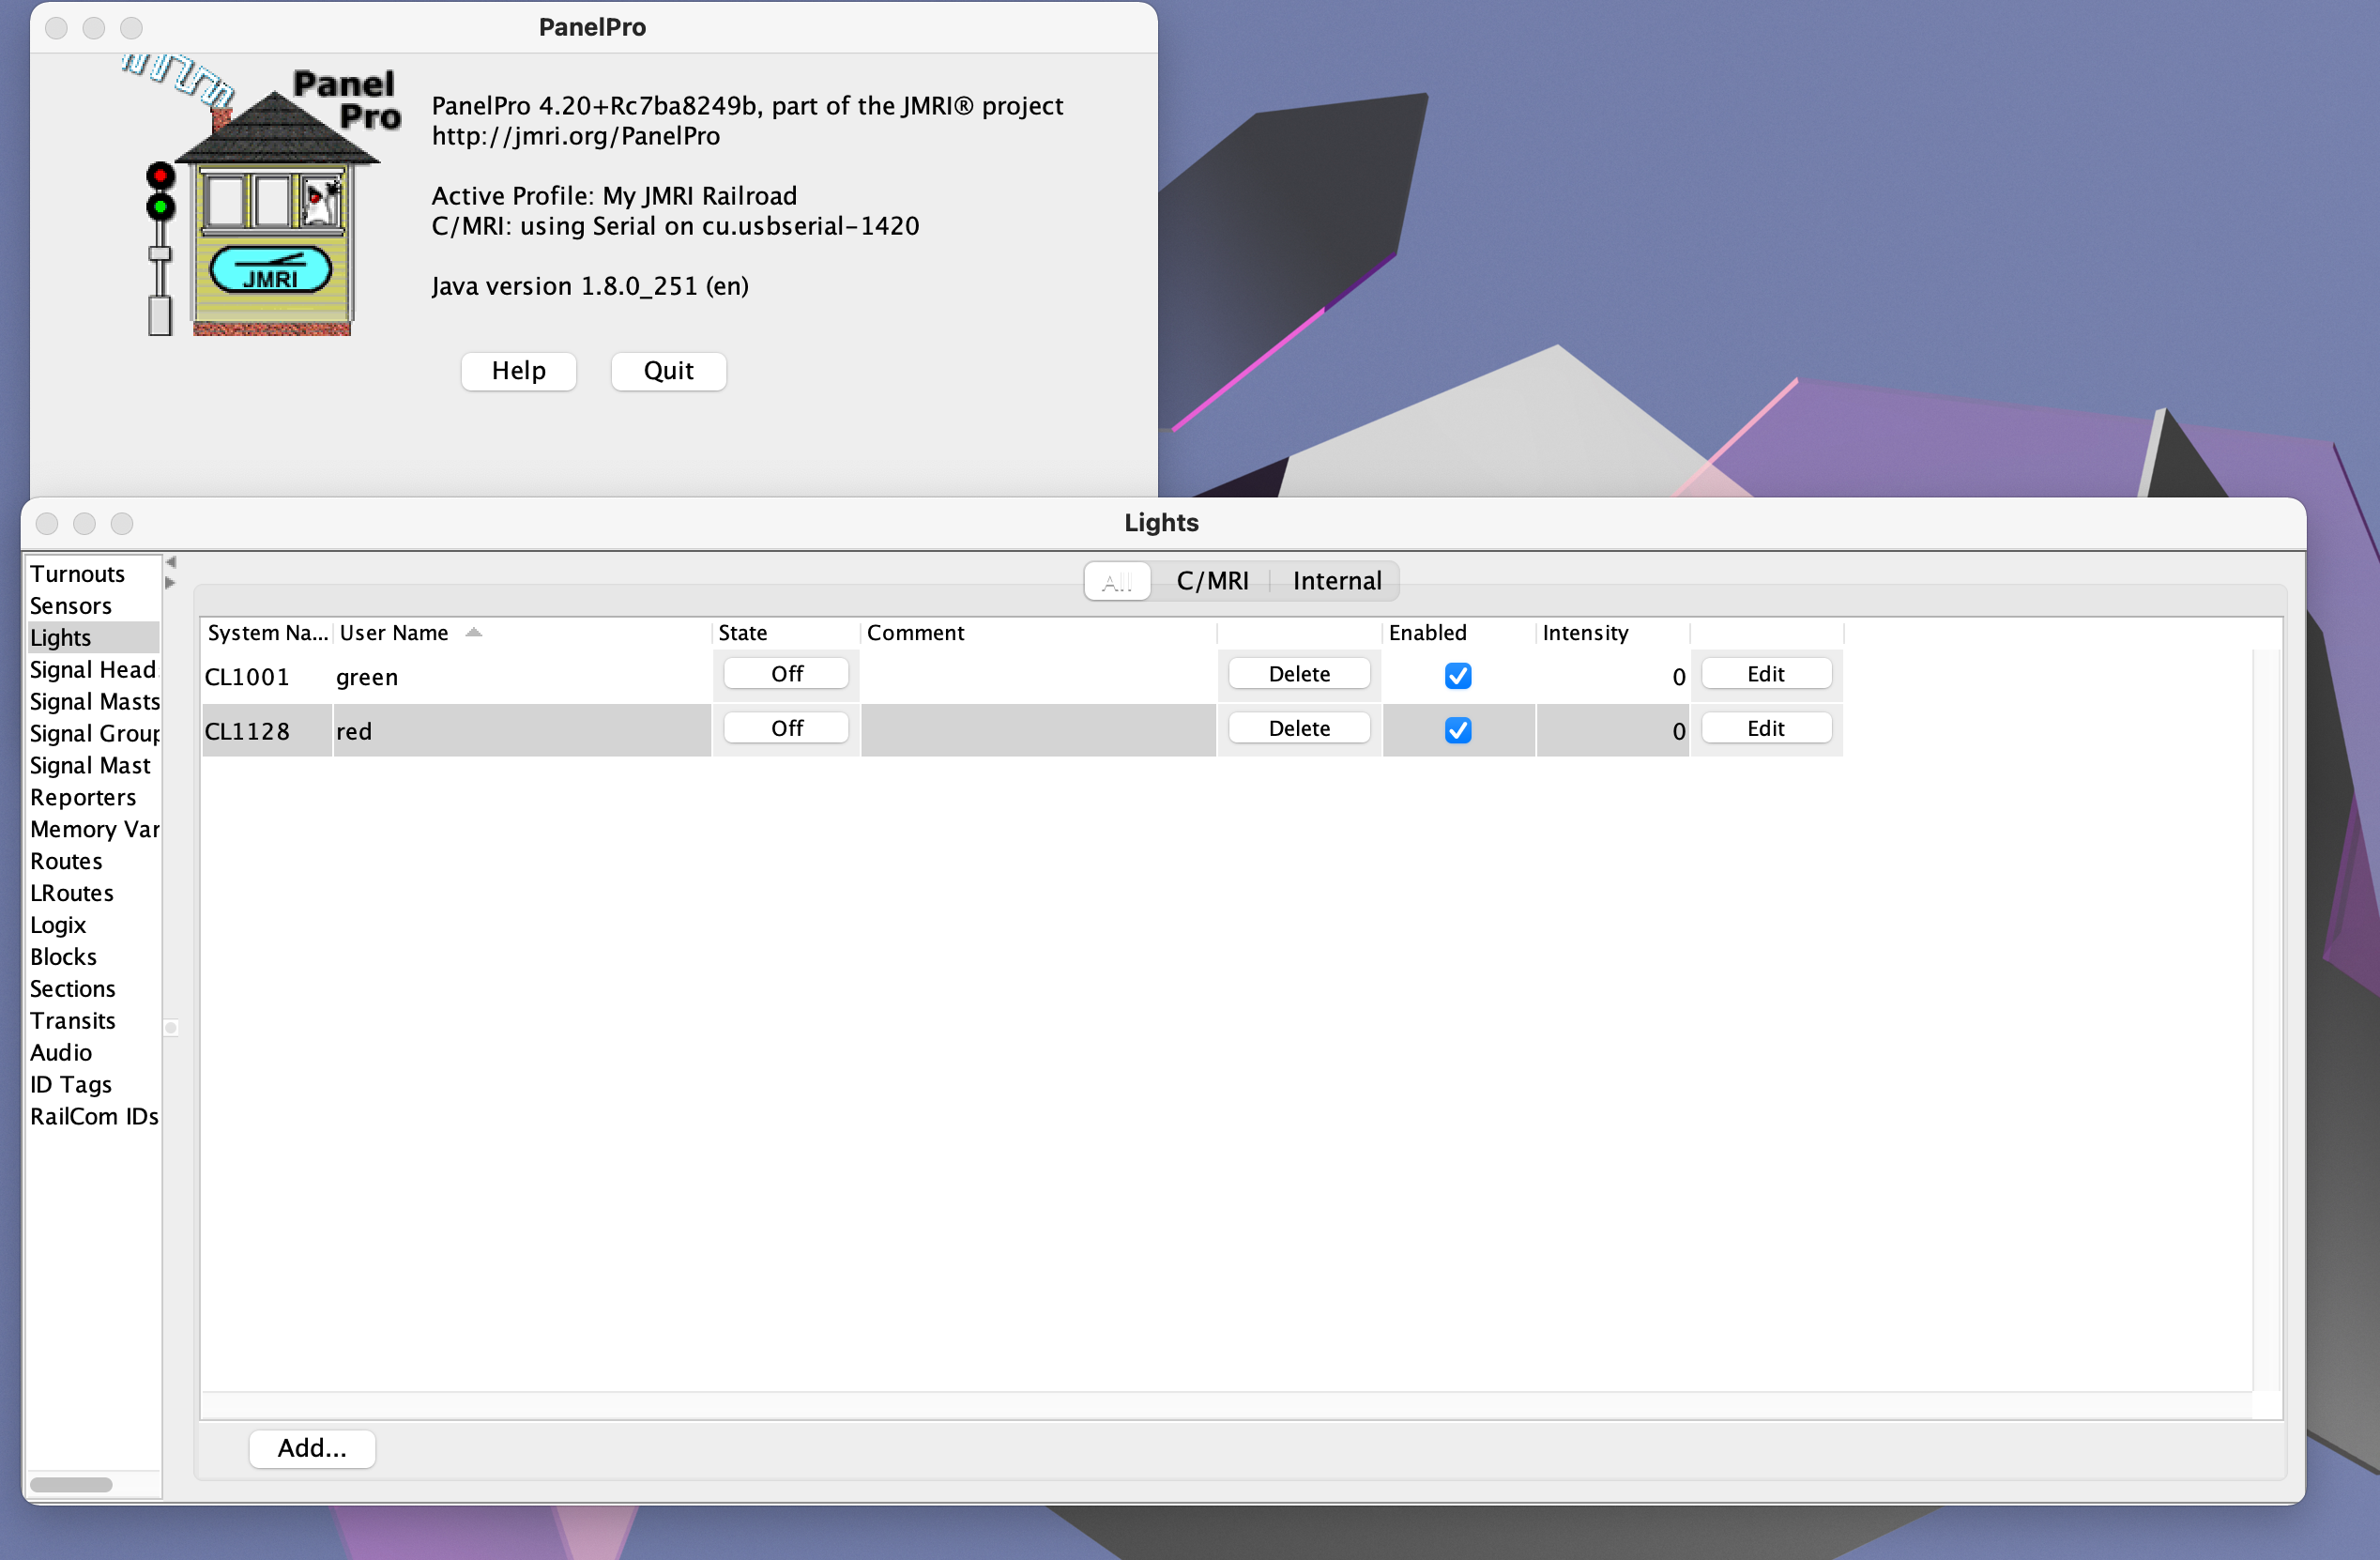 PanelPro
Panel
Pro
PanelPro 4.20+Rc7ba8249b, part of the JMRI® project
http://jmri.org/PanelPro
Active Profile: My JMRI Railroad
C/MRI: using Serial on cu.usbserial-1420
JMRI
Java version 1.8.0_251 (en)
Help Quit
Lights
Turnouts
Sensors
Lights
Signal Head
Signal Masts
Signal Group
Signal Mast
Reporters
Memory Var
Routes
LRoutes
Logix
Blocks
Sections
Transits
Audio
ID Tags
RailCom IDs
All C/MRI Internal
System Na... User Name State Comment Enabled Intensity
CL1001 green Off Delete 0 Edit
CL1128 red Off Delete 0 Edit
Add...